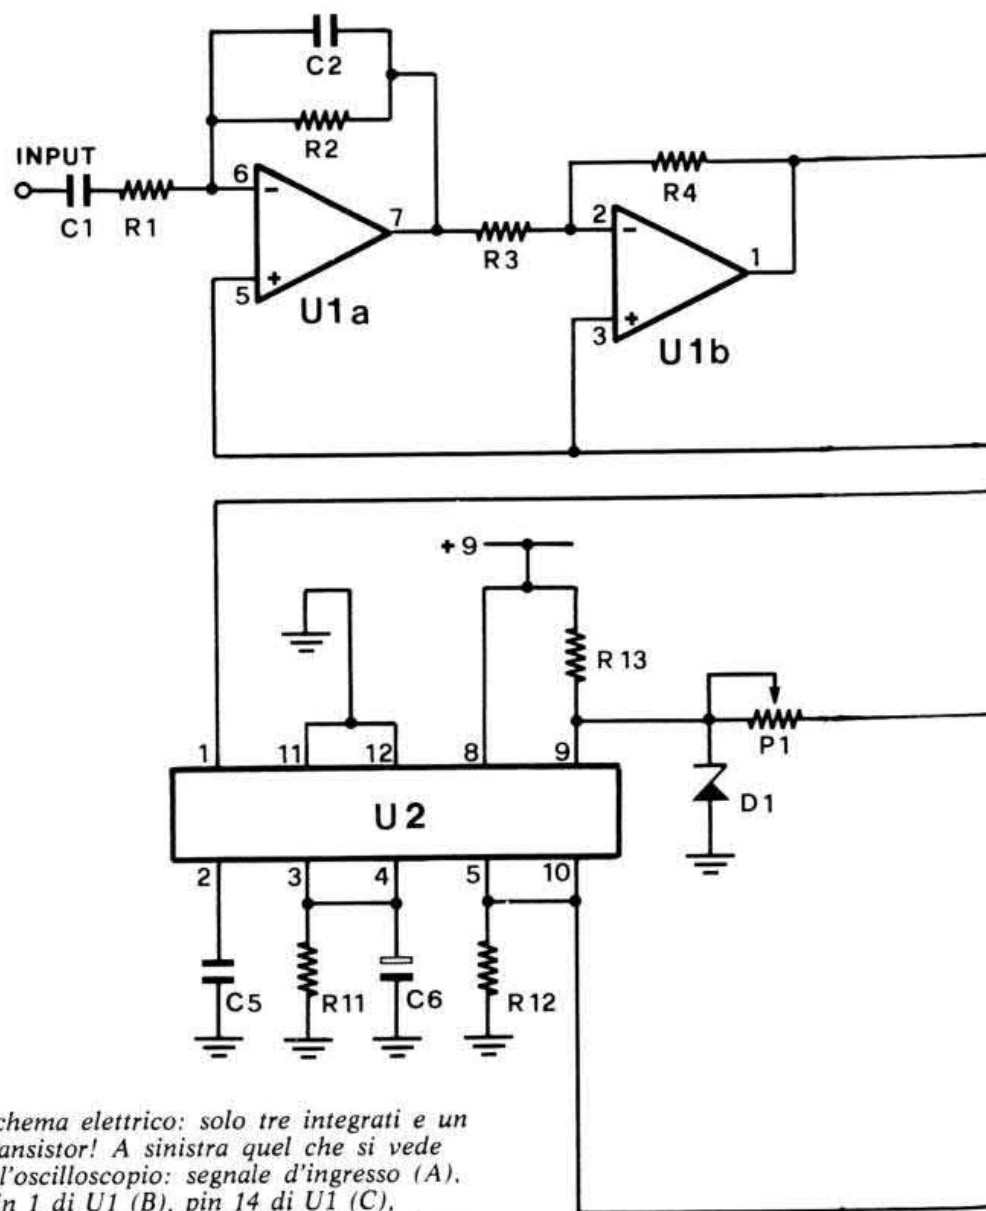 C2
R2
INPUT
C1
R1
6
-
7
+
5
U1a
R3
R4
2
-
1
+
3
U1b
+9
R13
P1
D1
1
11
12
8
9
U2
2
3
4
5
10
C5
R11
C6
R12
chema elettrico: solo tre integrati e un
ansistor! A sinistra quel che si vede
l'oscilloscopio: segnale d'ingresso (A),
in 1 di U1 (B), pin 14 di U1 (C),